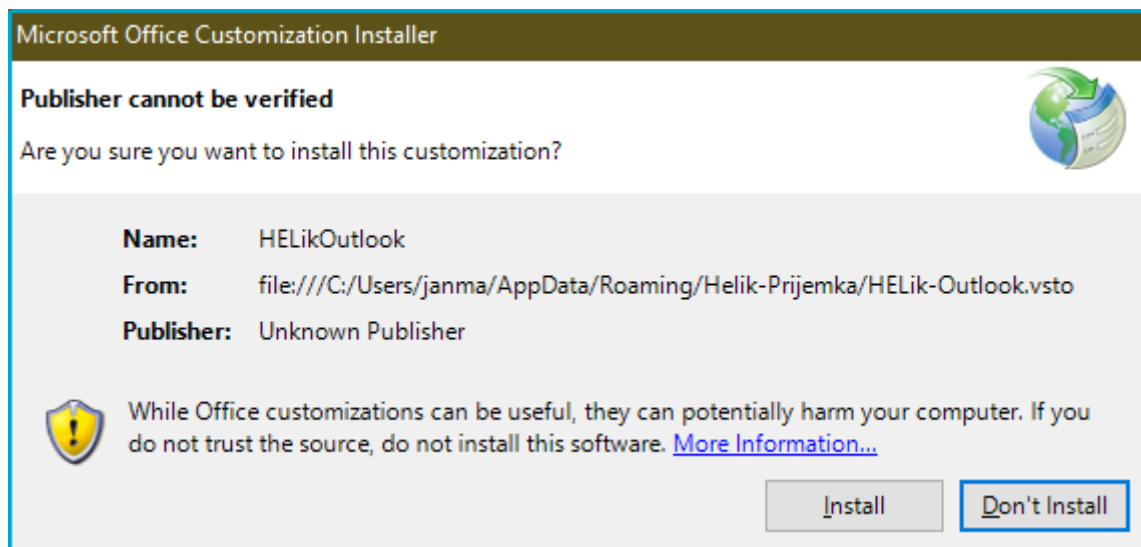 Microsoft Office Customization Installer
Publisher cannot be verified
Are you sure you want to install this customization?
Name: HELikOutlook
From: file:///C:/Users/janma/AppData/Roaming/Helik-Prijemka/HELik-Outlook.vsto
Publisher: Unknown Publisher
While Office customizations can be useful, they can potentially harm your computer. If you
do not trust the source, do not install this software. More Information...
Install Don't Install